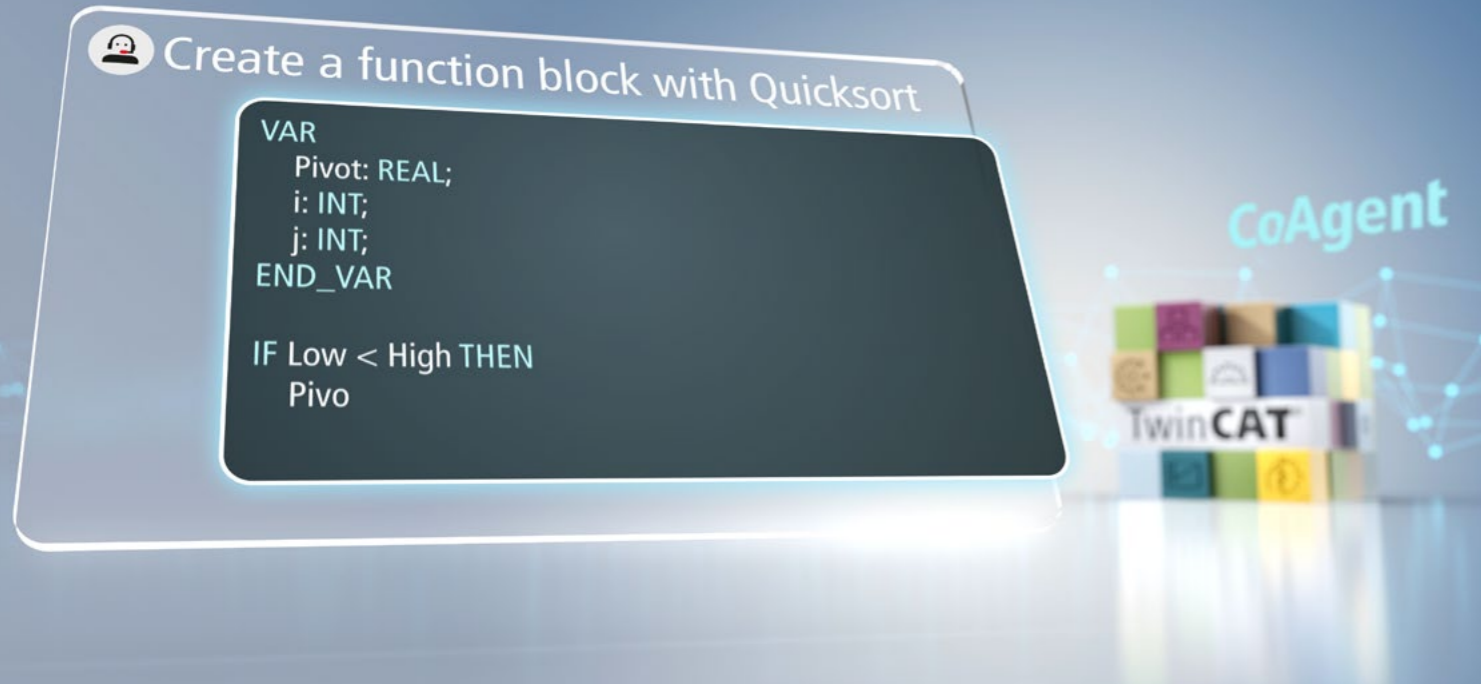 Create a function block with Quicksort
VAR
Pivot: REAL;
i: INT;
j: INT;
END_VAR
IF Low < High THEN
Pivo
CoAgent
TwinCAT